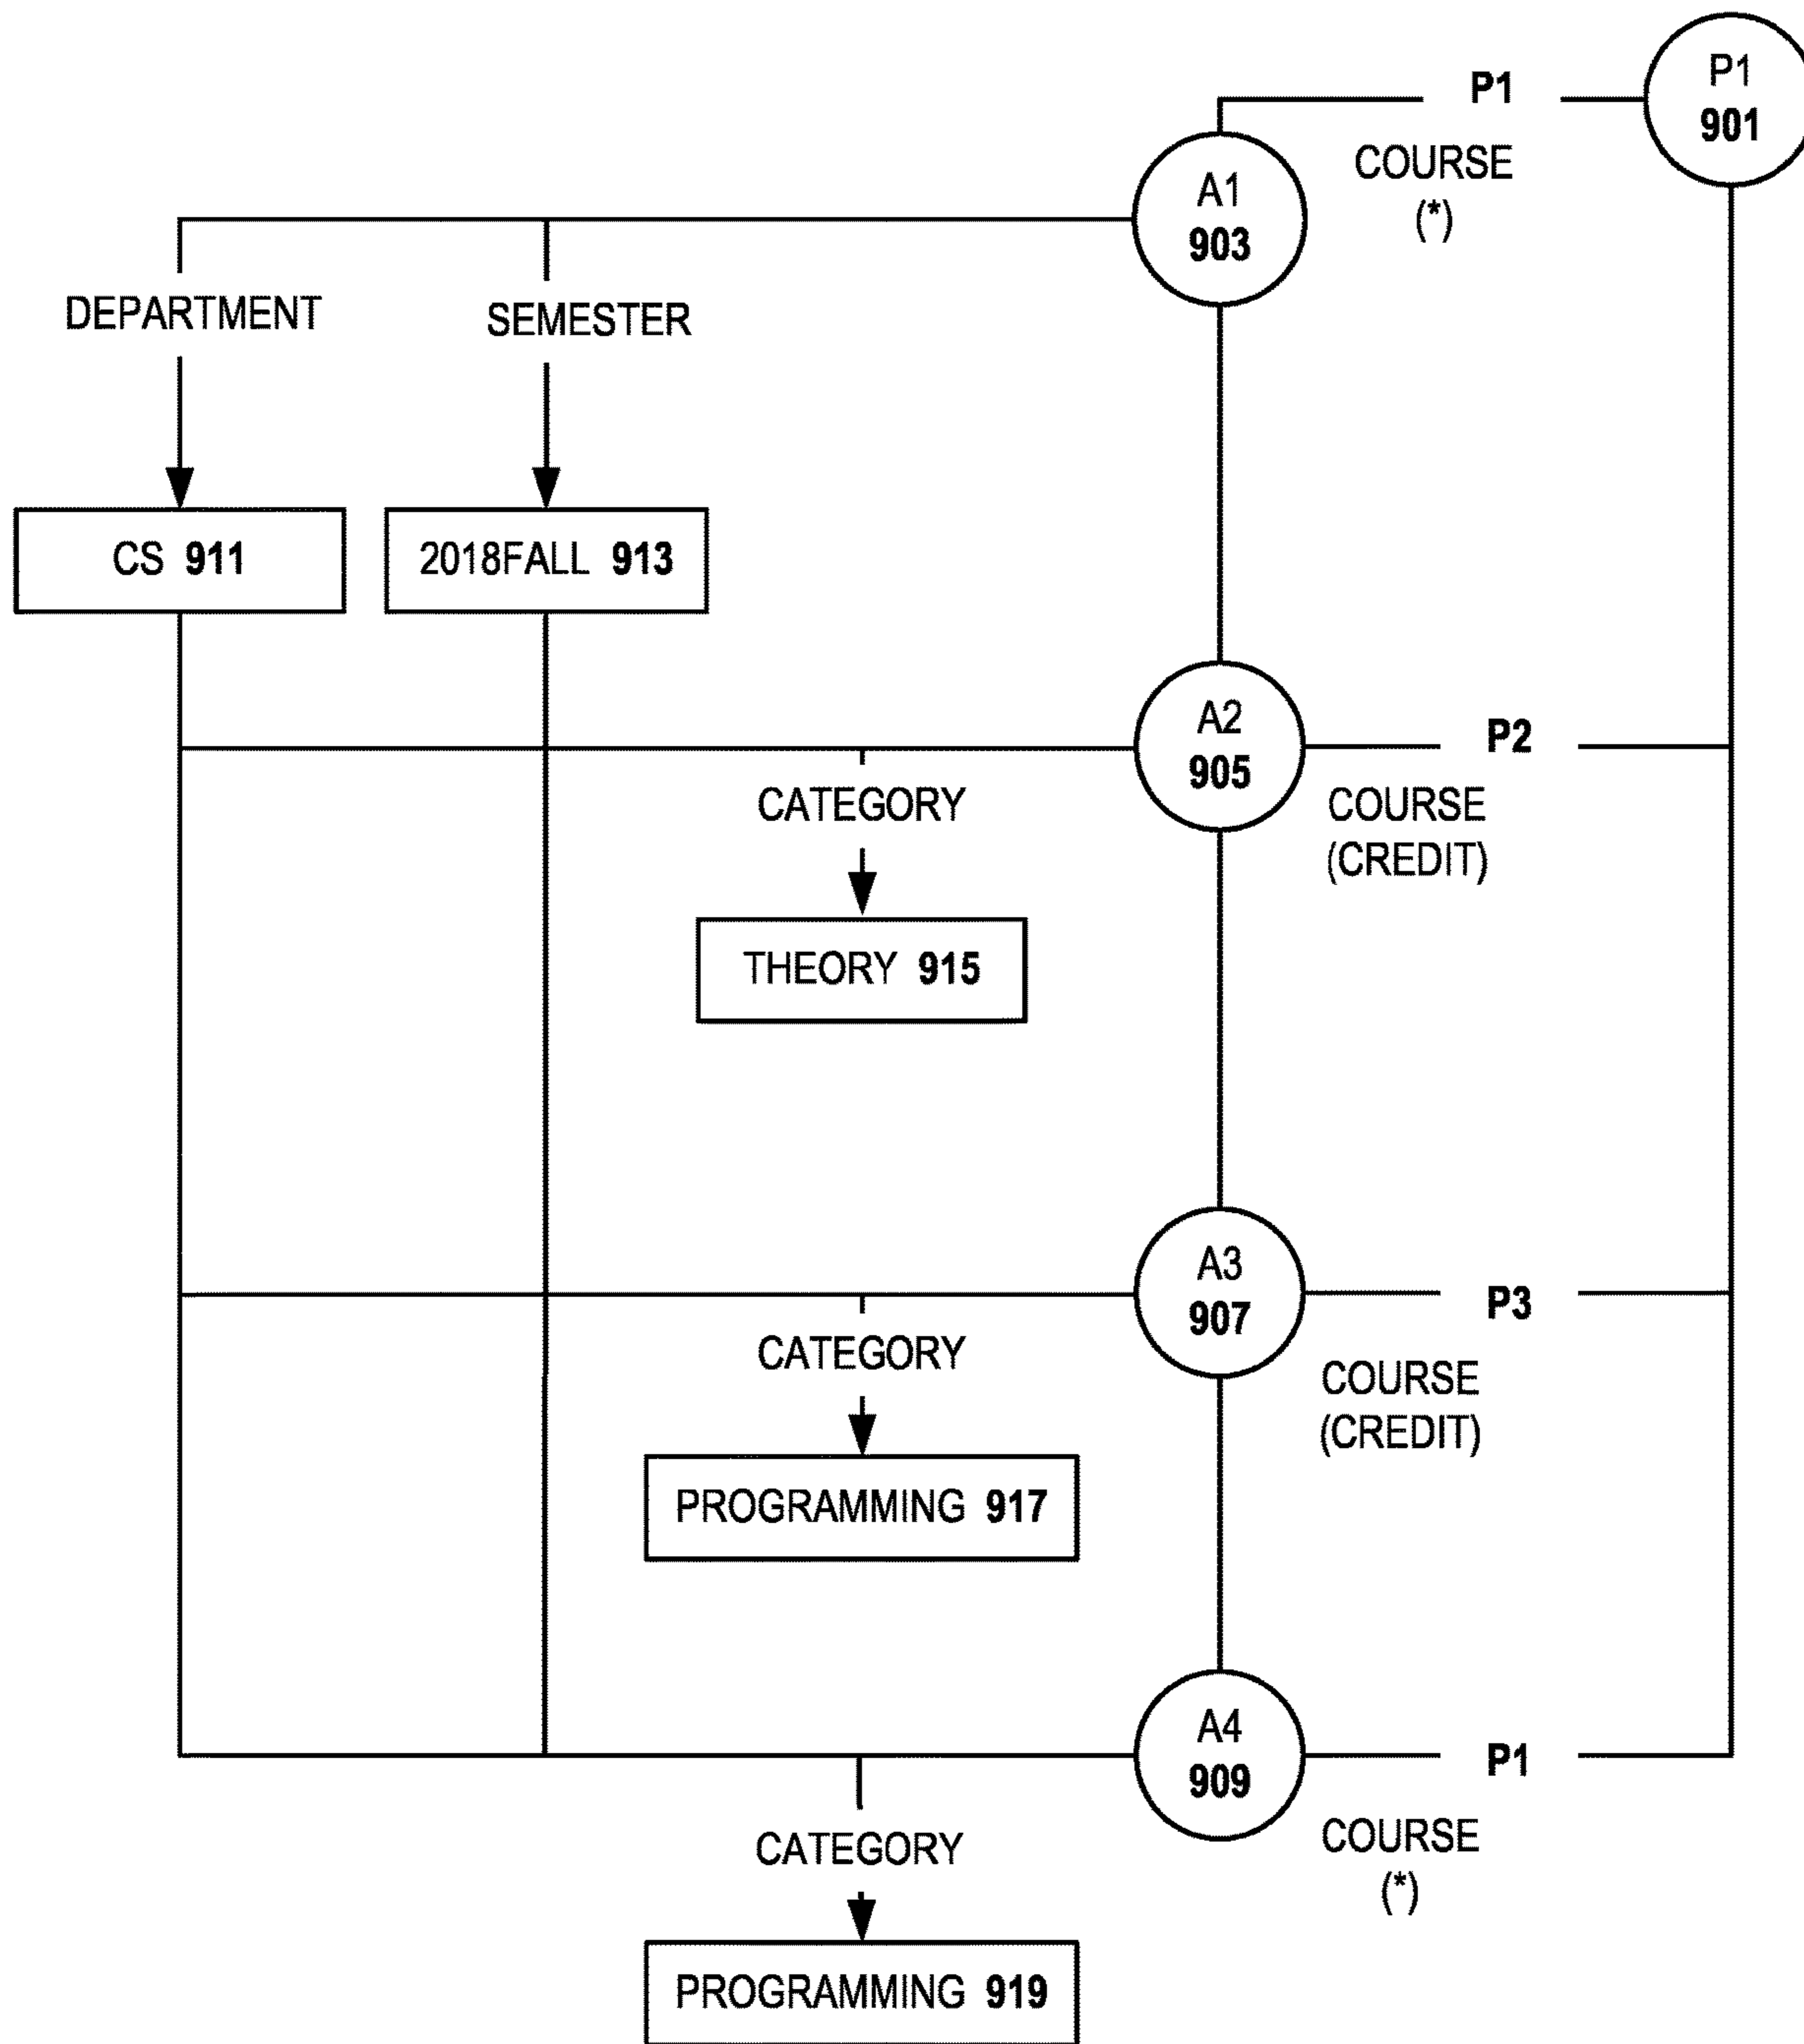 P1
901
P1
COURSE
(*)
A1
903
DEPARTMENT
SEMESTER
CS 911
2018FALL 913
A2
905
P2
CATEGORY
COURSE
(CREDIT)
THEORY 915
A3
907
P3
CATEGORY
COURSE
(CREDIT)
PROGRAMMING 917
A4
909
P1
CATEGORY
COURSE
(*)
PROGRAMMING 919